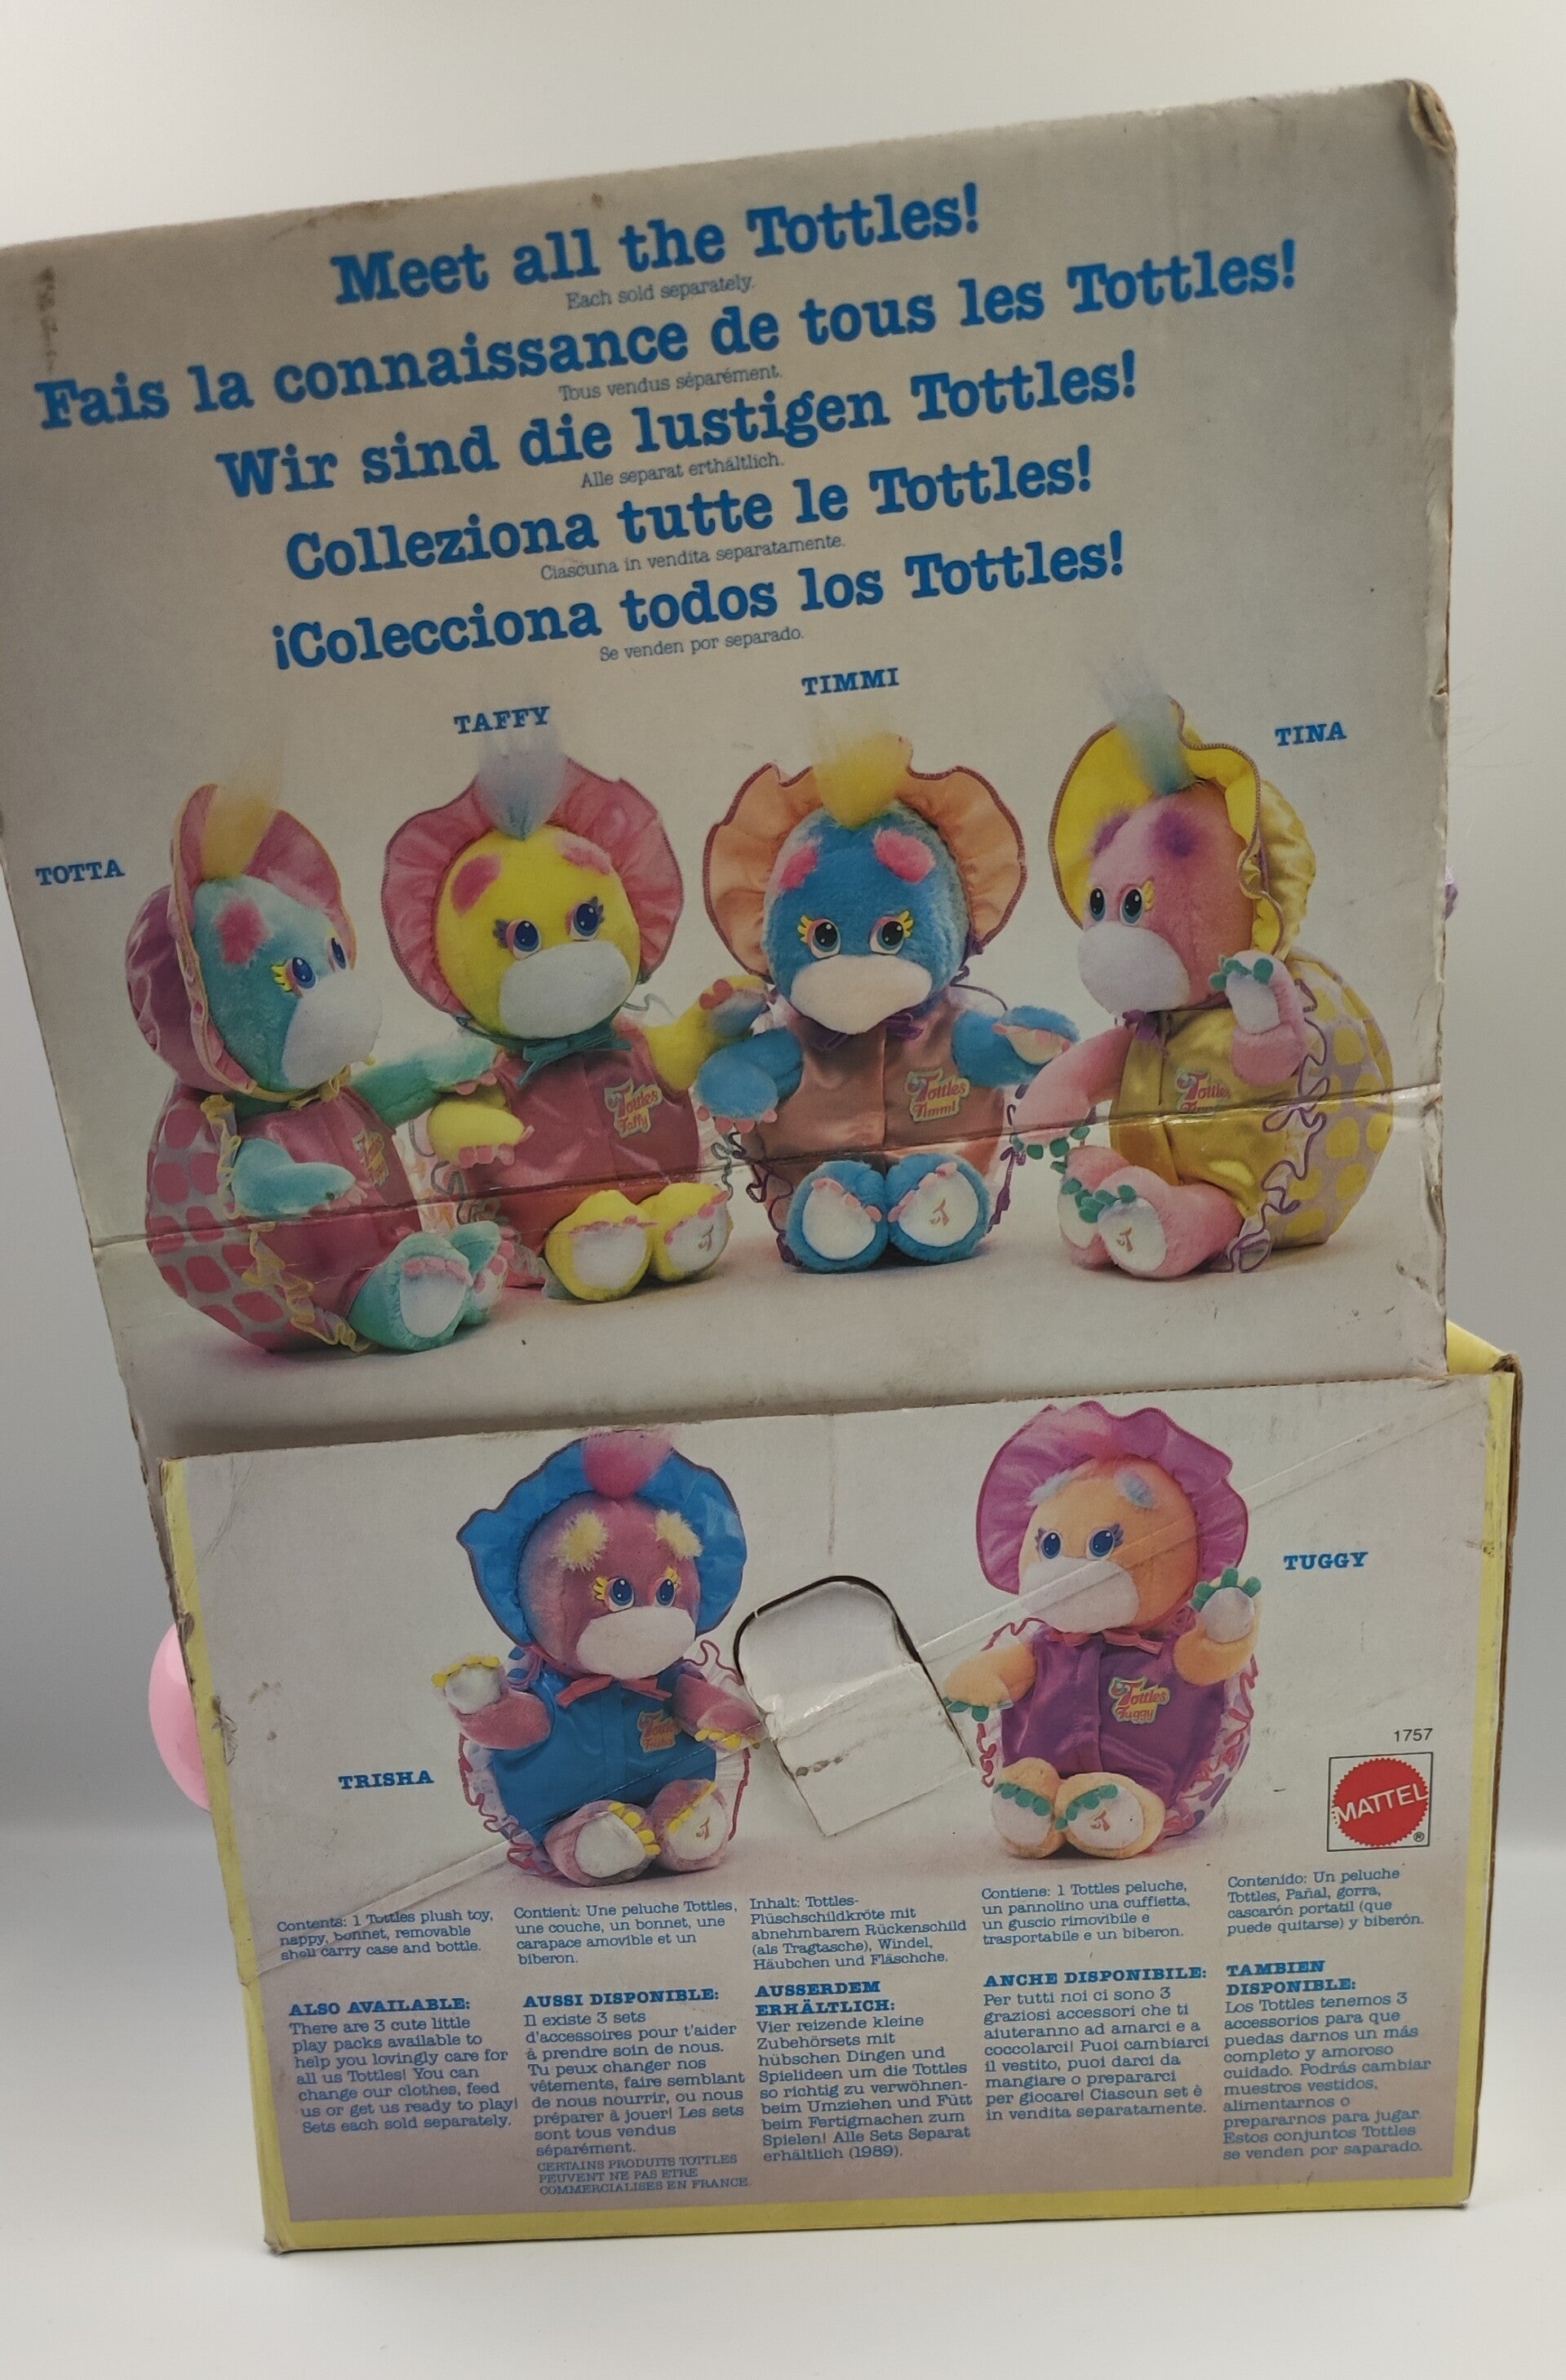 Meet all the Tottles!
Each sold separately.
Fais la connaissance de tous les Tottles!
Tous vendus séparément.
Wir sind die lustigen Tottles!
Alle separat erthältlich.
Colleziona tutte le Tottles!
Ciascuna in vendita separatamente.
¡Colecciona todos los Tottles!
Se venden por separado.
TOTTA
TAFFY
TIMMI
TINA
Tottles
Taffy
Tottles
Timmi
Tottles
TRISHA
Tottles
Trisha
TUGGY
Tottles
Tuggy
1757
MATTEL
®
Contents: 1 Tottles plush toy,
nappy, bonnet, removable
shell carry case and bottle.
ALSO AVAILABLE:
There are 3 cute little
play packs available to
help you lovingly care for
all us Tottles! You can
change our clothes, feed
us or get us ready to play!
Sets each sold separately.
Contient: Une peluche Tottles,
une couche, un bonnet, une
carapace amovible et un
biberon.
AUSSI DISPONIBLE:
Il existe 3 sets
d'accessoires pour t'aider
à prendre soin de nous.
Tu peux changer nos
vêtements, faire semblant
de nous nourrir, ou nous
préparer à jouer! Les sets
sont tous vendus
séparément.
CERTAINS PRODUITS TOTTLES
PEUVENT NE PAS ETRE
COMMERCIALISES EN FRANCE.
Inhalt: Tottles-
Plüschschildkröte mit
abnehmbarem Rückenschild
(als Tragtasche), Windel,
Häubchen und Fläschche.
AUSSERDEM
ERHÄLTLICH:
Vier reizende kleine
Zubehörsets mit
hübschen Dingen und
Spielideen um die Tottles
so richtig zu verwöhnen-
beim Umziehen und Fütt
beim Fertigmachen zum
Spielen! Alle Sets Separat
erhältlich (1989).
Contiene: 1 Tottles peluche,
un pannolino una cuffietta,
un guscio rimovibile e
trasportabile e un biberon.
ANCHE DISPONIBILE:
Per tutti noi ci sono 3
graziosi accessori che ti
aiuteranno ad amarci e a
coccolarci! Puoi cambiarci
il vestito, puoi darci da
mangiare o prepararci
per giocare! Ciascun set è
in vendita separatamente.
Contenido: Un peluche
Tottles, Pañal, gorra,
cascarón portatil (que
puede quitarse) y biberón.
TAMBIEN
DISPONIBLE:
Los Tottles tenemos 3
accessorios para que
puedas darnos un más
completo y amoroso
cuidado. Podrás cambiar
muestros vestidos,
alimentarnos o
prepararnos para jugar
Estos conjuntos Tottles
se venden por saparado.